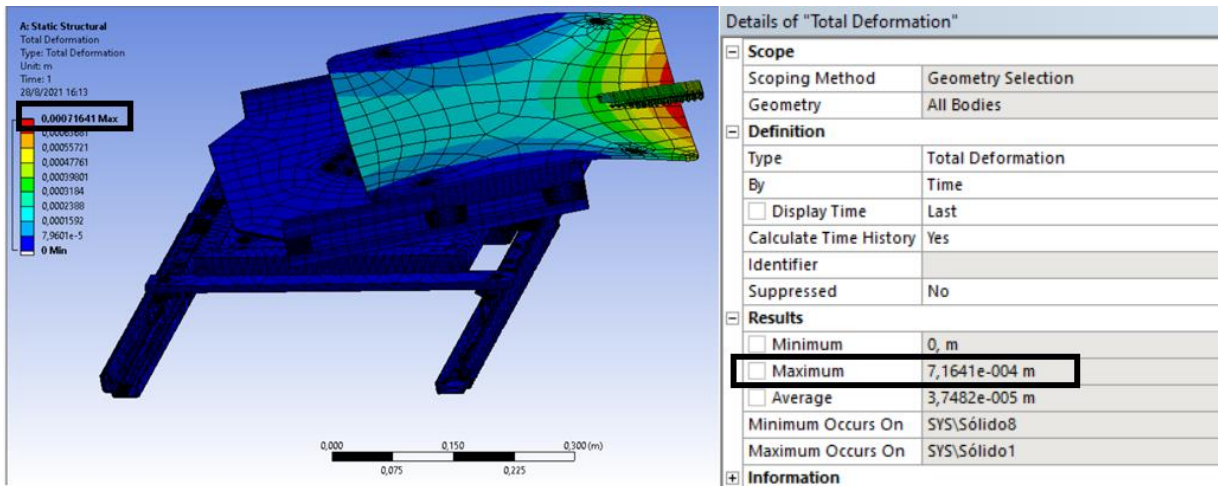 A: Static Structural
Total Deformation
Type: Total Deformation
Unit: m
Time: 1
28/8/2021 16:13
0,00071641 Max
0,00063681
0,00055721
0,00047761
0,00039801
0,0003184
0,0002388
0,0001592
7,9601e-5
0 Min
0,000 0,150 0,300 (m)
0,075 0,225
Details of "Total Deformation"
Scope
Scoping Method Geometry Selection
Geometry All Bodies
Definition
Type Total Deformation
By Time
Display Time Last
Calculate Time History Yes
Identifier
Suppressed No
Results
Minimum 0, m
Maximum 7,1641e-004 m
Average 3,7482e-005 m
Minimum Occurs On SYS\Sólido8
Maximum Occurs On SYS\Sólido1
Information